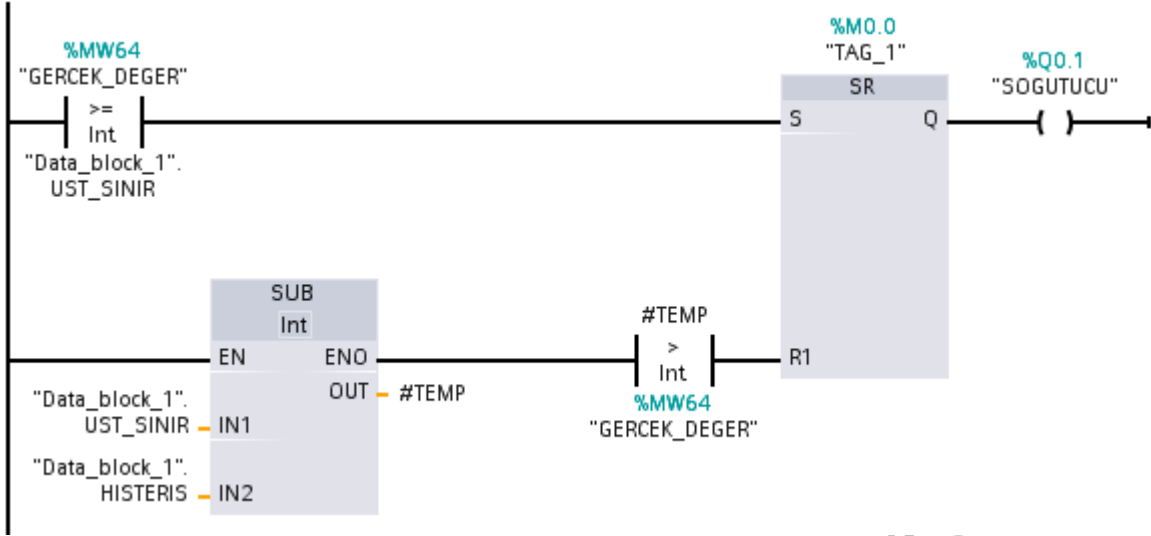 %MW64
"GERCEK_DEGER"
>=
Int
"Data_block_1".
UST_SINIR
%M0.0
"TAG_1"
SR
S
Q
R1
%Q0.1
"SOGUTUCU"
SUB
Int
EN
ENO
OUT
#TEMP
"Data_block_1".
UST_SINIR
IN1
"Data_block_1".
HISTERIS
IN2
#TEMP
>
Int
%MW64
"GERCEK_DEGER"